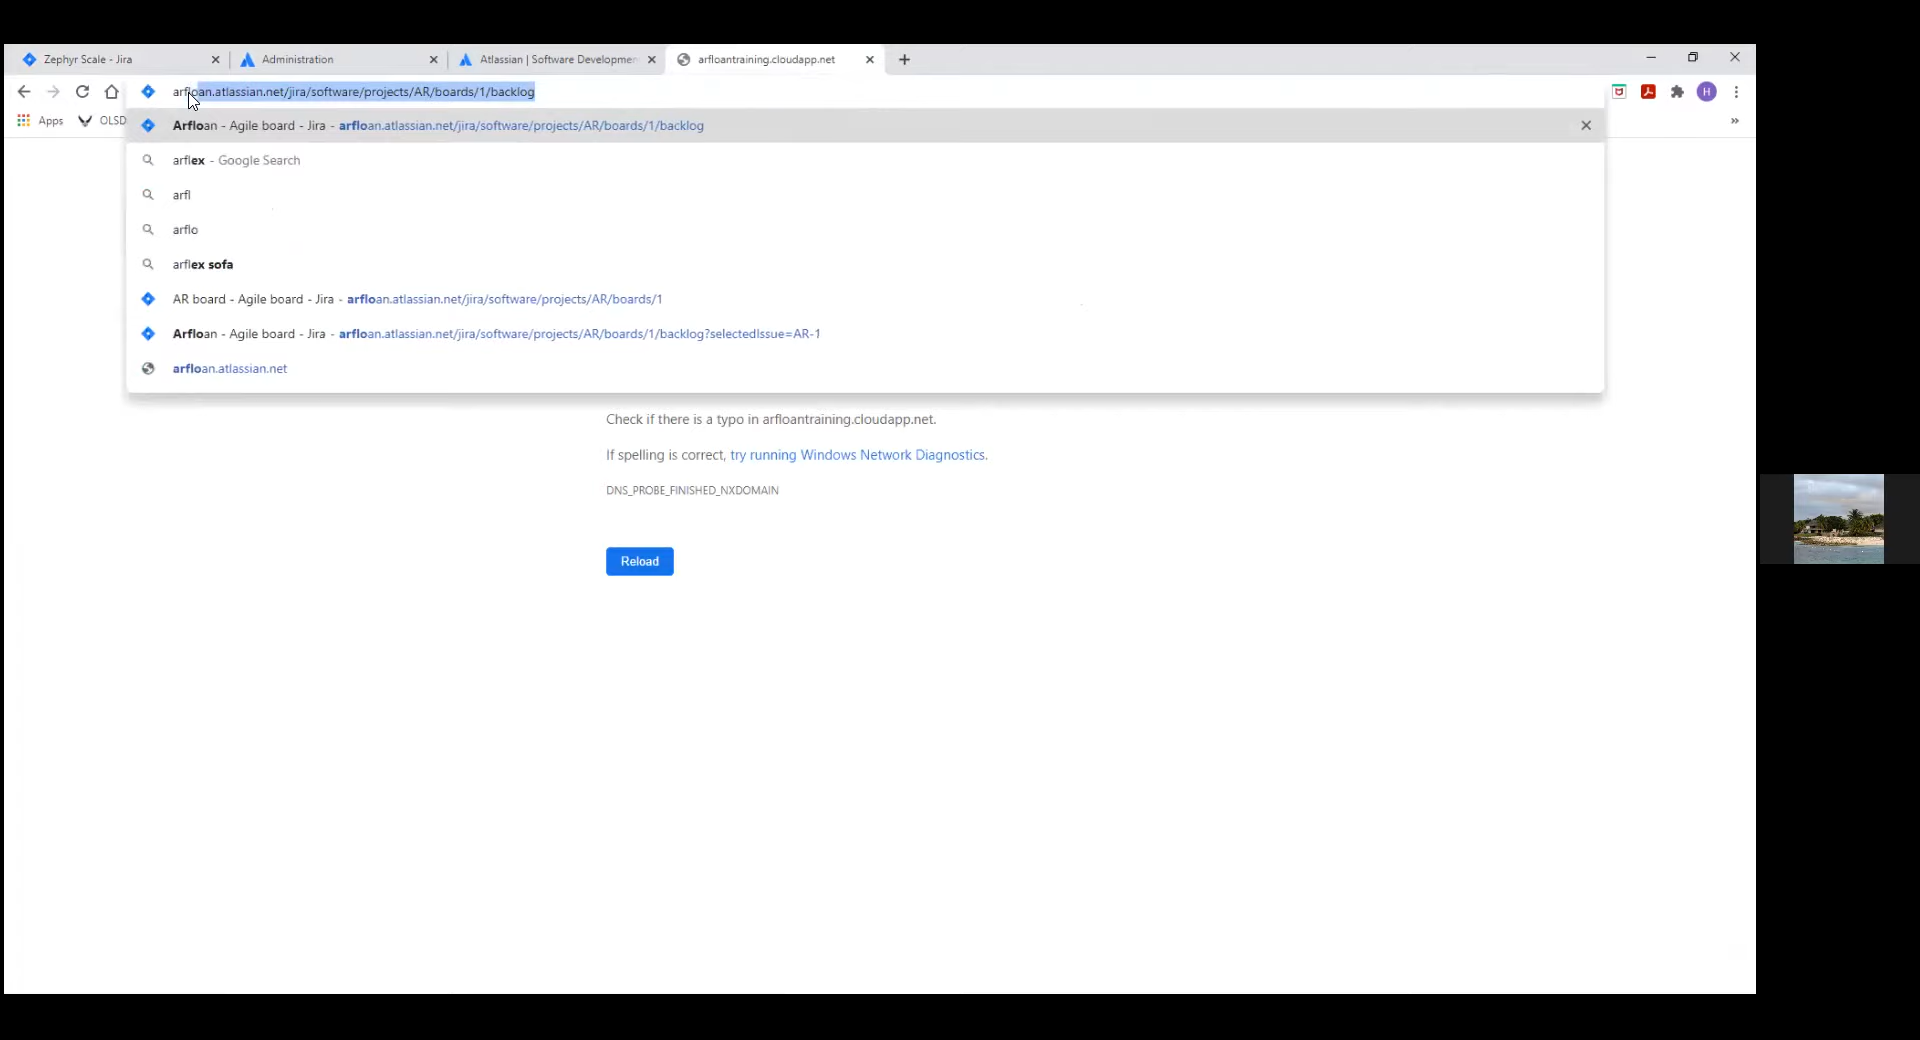 Zephyr Scale - Jira
Administration
Atlassian | Software Developmen
arfloantraining.cloudapp.net
arfloan.atlassian.net/jira/software/projects/AR/boards/1/backlog
H
Apps
OLSD
»
Arfloan - Agile board - Jira - arfloan.atlassian.net/jira/software/projects/AR/boards/1/backlog
arflex - Google Search
arfl
arflo
arflex sofa
AR board - Agile board - Jira - arfloan.atlassian.net/jira/software/projects/AR/boards/1
Arfloan - Agile board - Jira - arfloan.atlassian.net/jira/software/projects/AR/boards/1/backlog?selectedIssue=AR-1
arfloan.atlassian.net
Check if there is a typo in arfloantraining.cloudapp.net.
If spelling is correct, try running Windows Network Diagnostics.
DNS_PROBE_FINISHED_NXDOMAIN
Reload